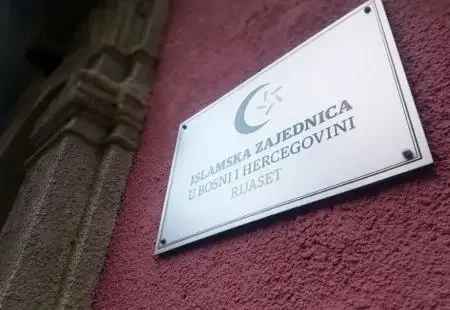 ISLAMSKA ZAJEDNICA
U BOSNI I HERCEGOVINI
RIJASET